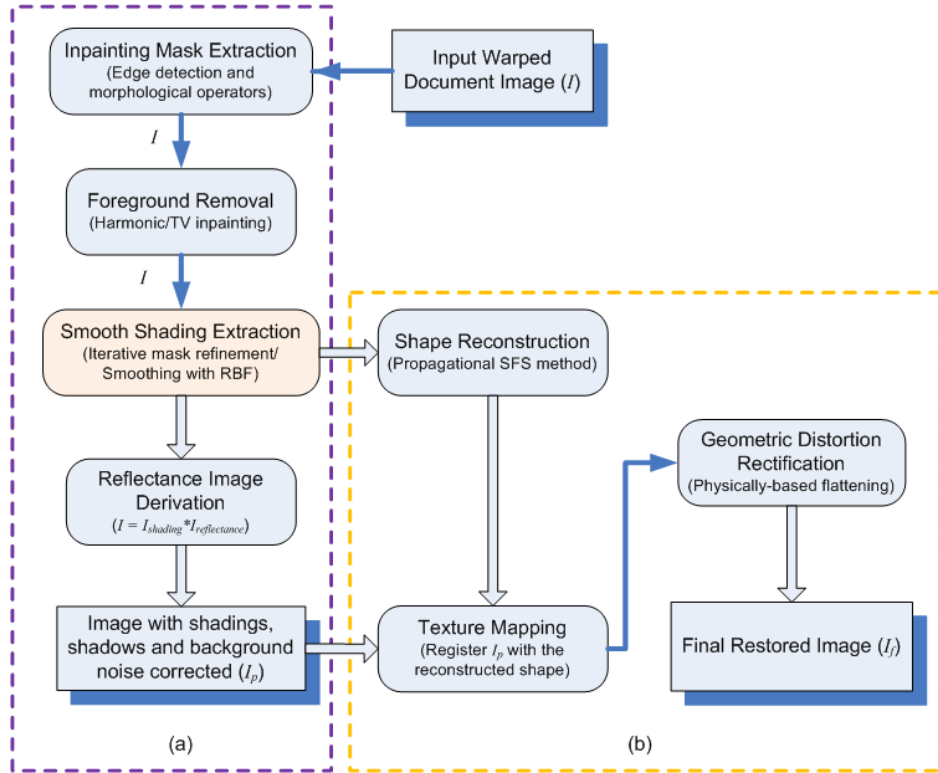 Inpainting Mask Extraction
(Edge detection and
morphological operators)
Input Warped
Document Image (I)
I
Foreground Removal
(Harmonic/TV inpainting)
I
Smooth Shading Extraction
(Iterative mask refinement/
Smoothing with RBF)
Shape Reconstruction
(Propagational SFS method)
Geometric Distortion
Rectification
(Physically-based flattening)
Reflectance Image
Derivation
(I = Ishading*Ireflectance)
Image with shadings,
shadows and background
noise corrected (Ip)
Texture Mapping
(Register Ip with the
reconstructed shape)
Final Restored Image (If)
(a)
(b)